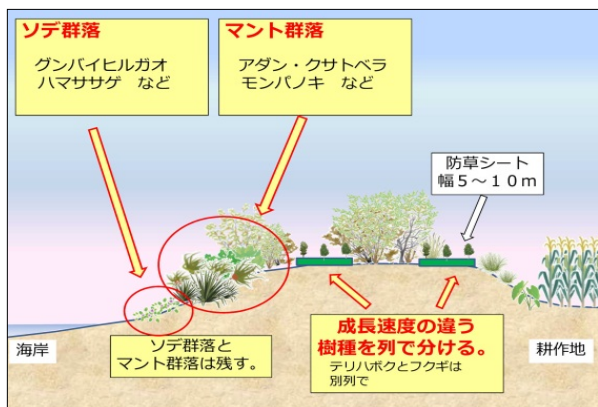 ソデ群落
グンバイヒルガオ
ハマササゲ　など
マント群落
アダン・クサトベラ
モンパノキ　など
防草シート
幅５～１０ｍ
海岸
ソデ群落と
マント群落は残す。
成長速度の違う
樹種を列で分ける。
テリハボクとフクギは
別列で
耕作地